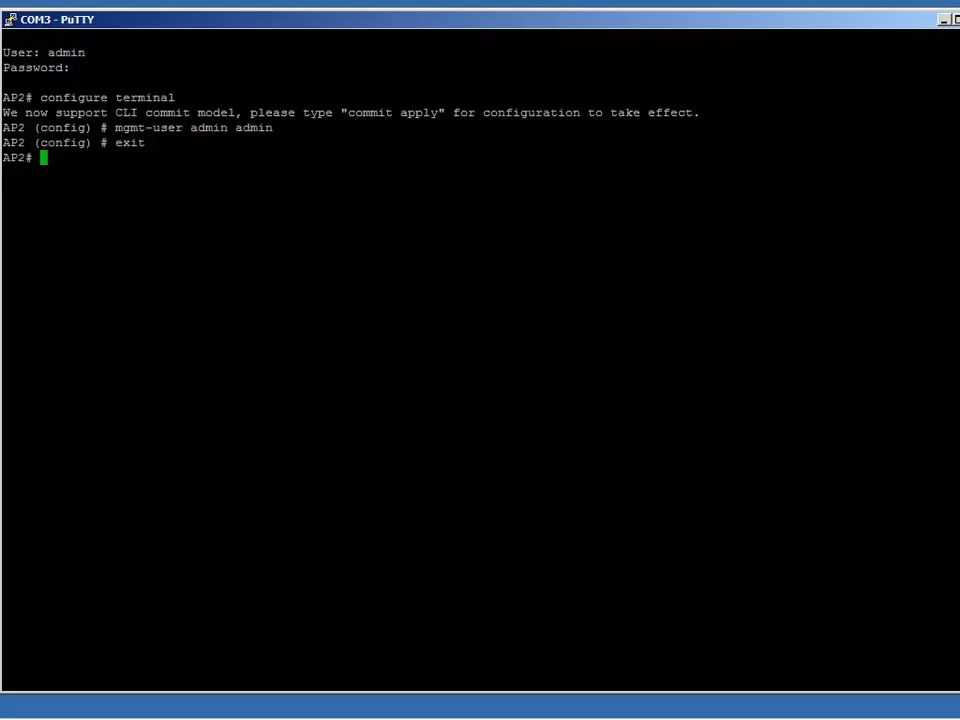 COM3 - PuTTY
User: admin
Password:
AP2# configure terminal
We now support CLI commit model, please type "commit apply" for configuration to take effect.
AP2 (config) # mgmt-user admin admin
AP2 (config) # exit
AP2#